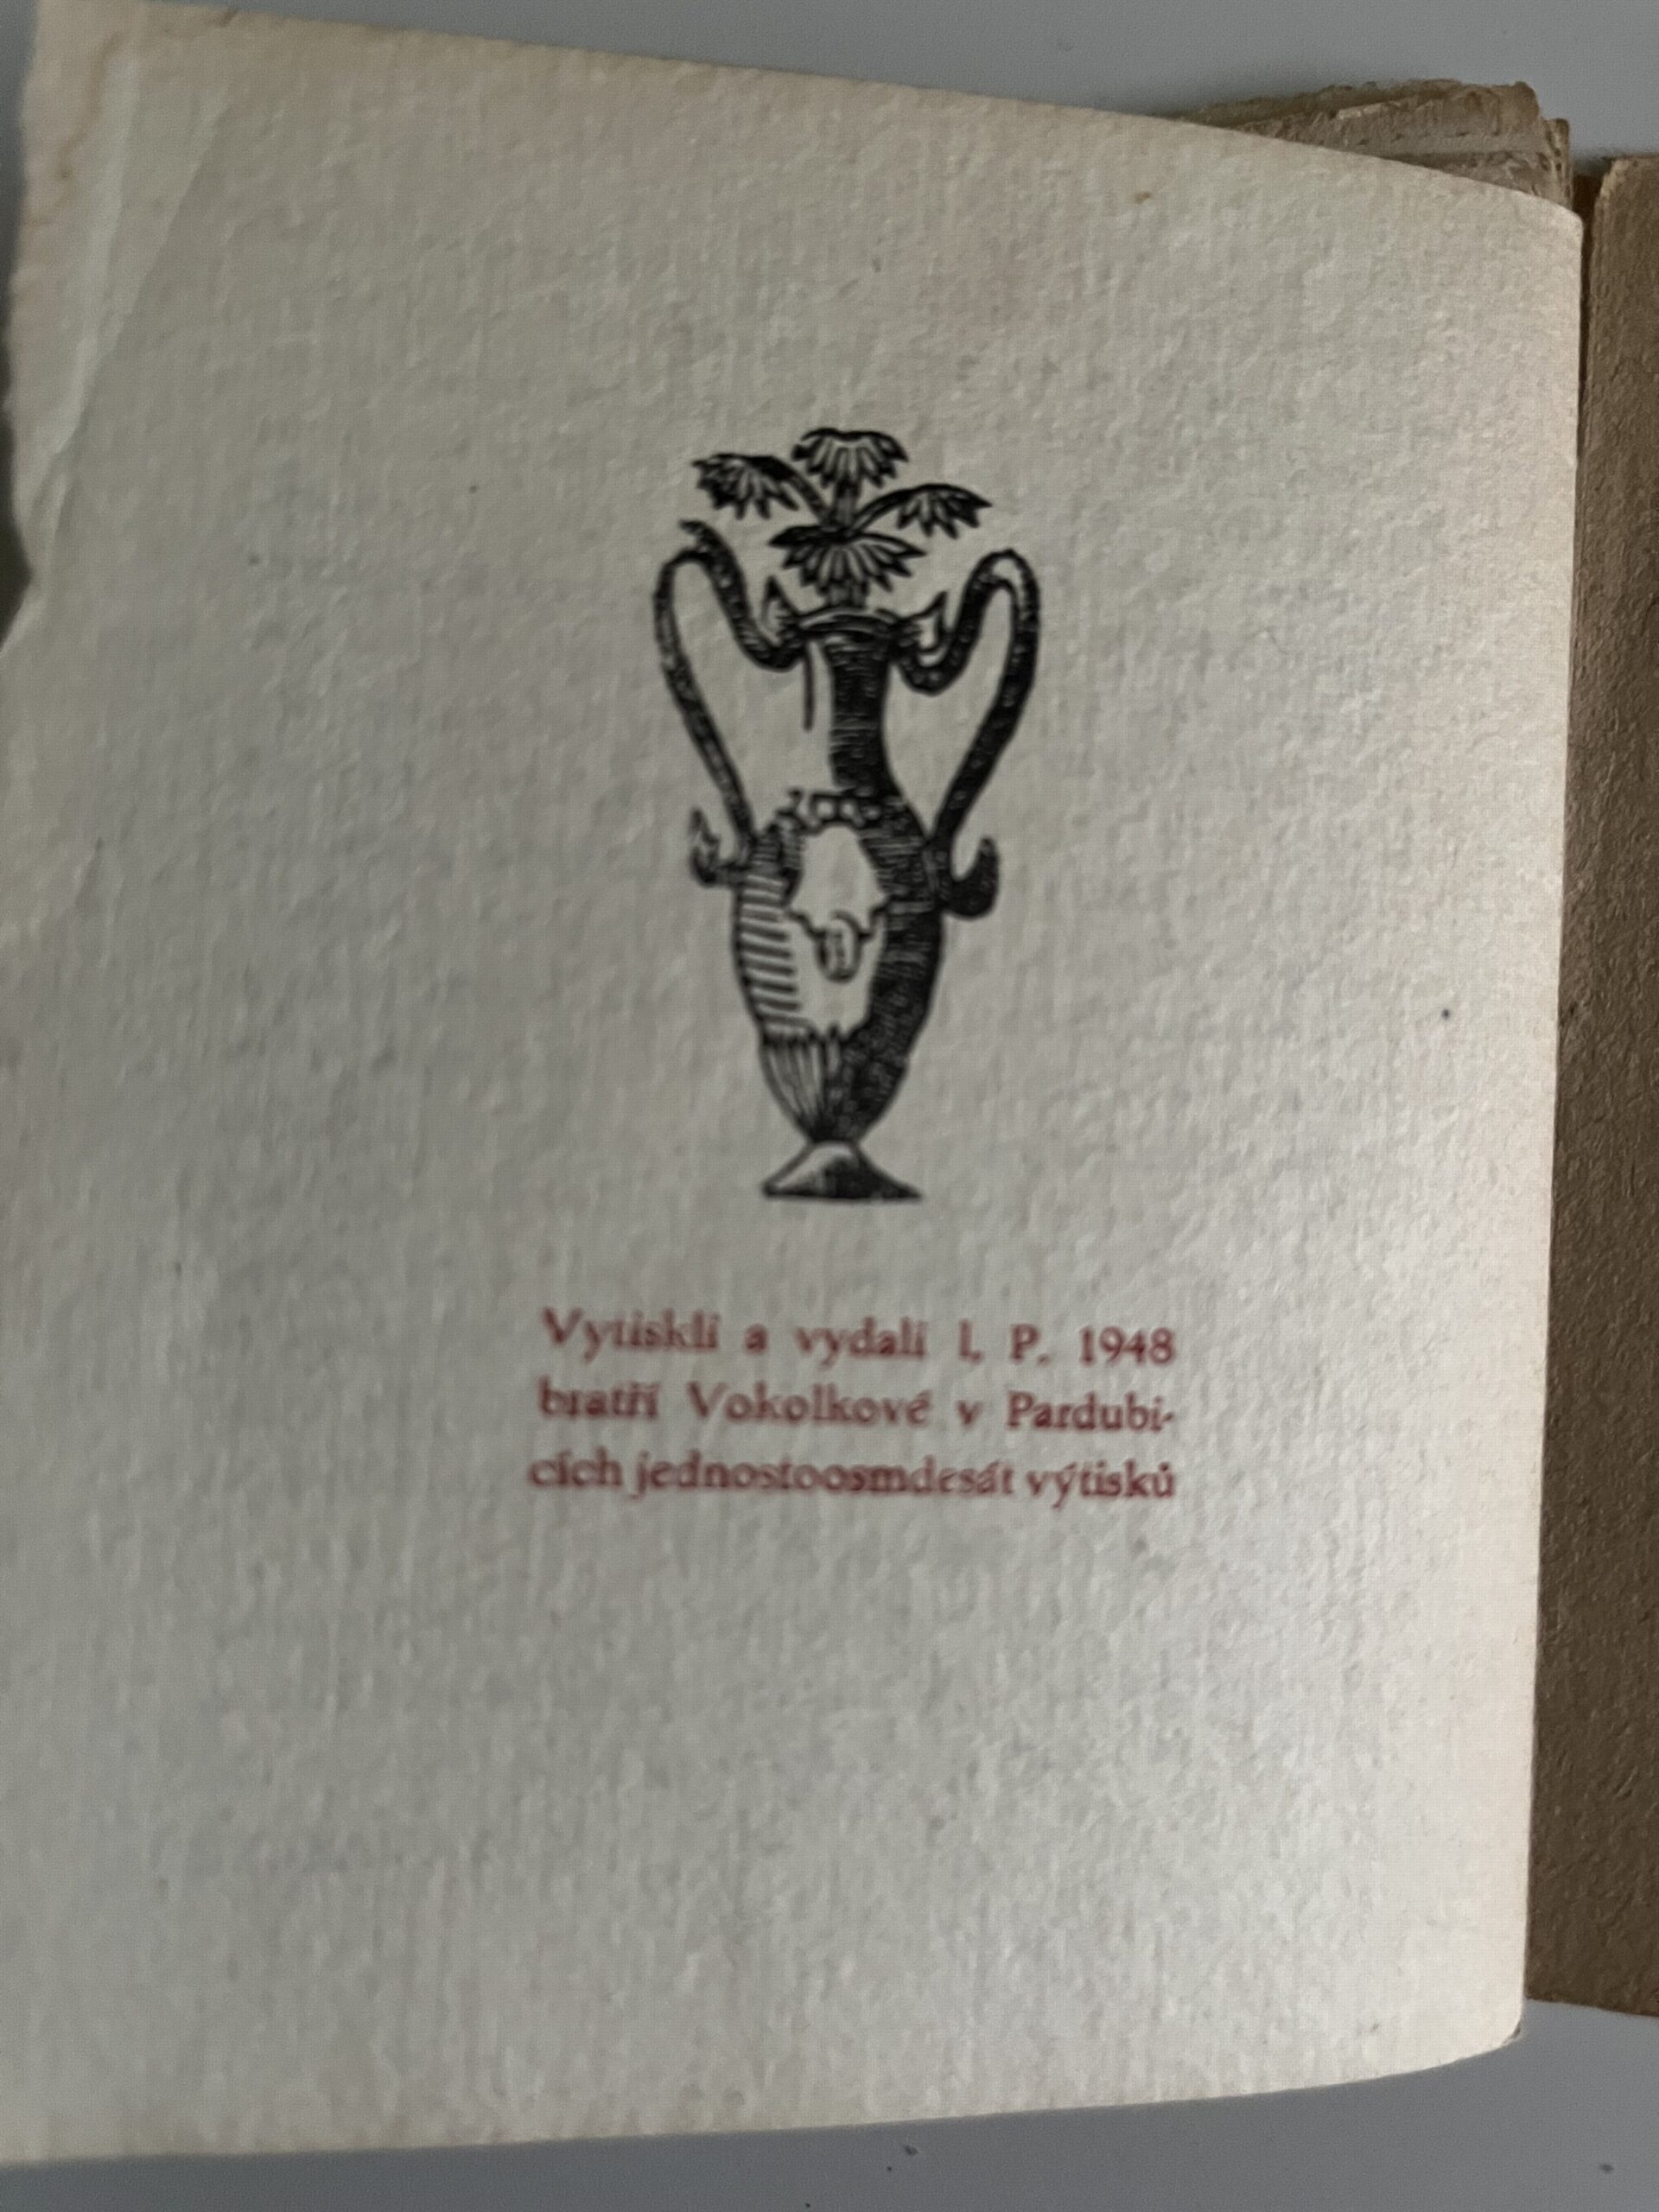 Vytiskli a vydali l. P. 1948
bratří Vokolkové v Pardubi-
cích jednostoosmdesát výtisků